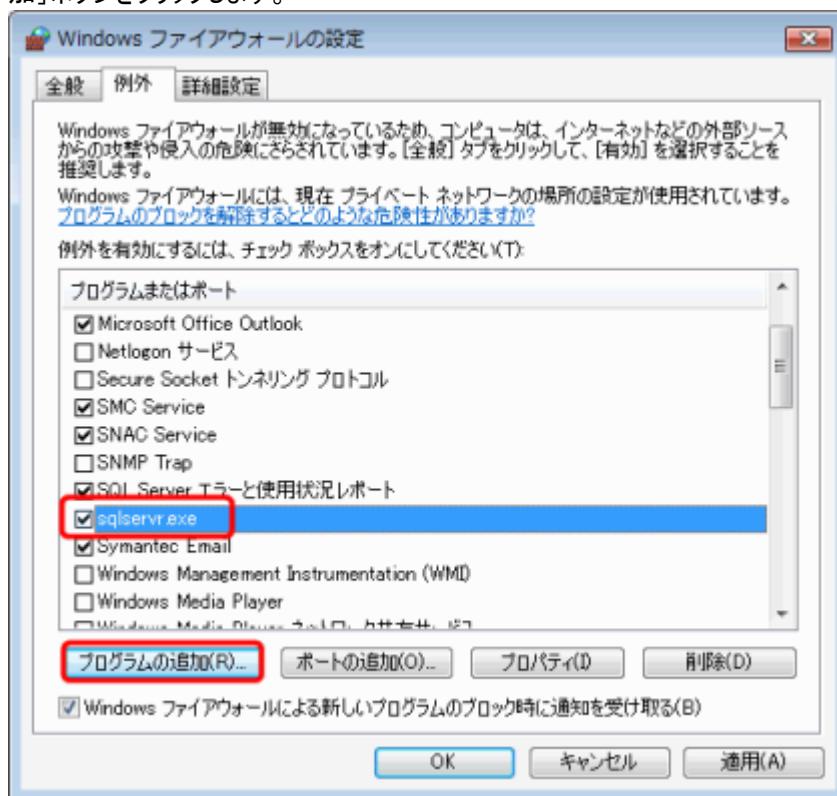 加]ボタンをクリックします。
Windows ファイアウォールの設定
全般 例外 詳細設定
Windows ファイアウォールが無効になっているため、コンピュータは、インターネットなどの外部ソース
からの攻撃や侵入の危険にさらされています。[全般] タブをクリックして、[有効] を選択することを
推奨します。
Windows ファイアウォールには、現在 プライベート ネットワークの場所の設定が使用されています。
プログラムのブロックを解除するとどのような危険性がありますか?
例外を有効にするには、チェック ボックスをオンにしてください(T):
プログラムまたはポート
Microsoft Office Outlook
Netlogon サービス
Secure Socket トンネリング プロトコル
SMC Service
SNAC Service
SNMP Trap
SQL Server エラーと使用状況レポート
sqlservr.exe
Symantec Email
Windows Management Instrumentation (WMI)
Windows Media Player
Windows Media Player ネットワーク共有サービス
プログラムの追加(R)... ポートの追加(O)... プロパティ(I) 削除(D)
Windows ファイアウォールによる新しいプログラムのブロック時に通知を受け取る(B)
OK キャンセル 適用(A)